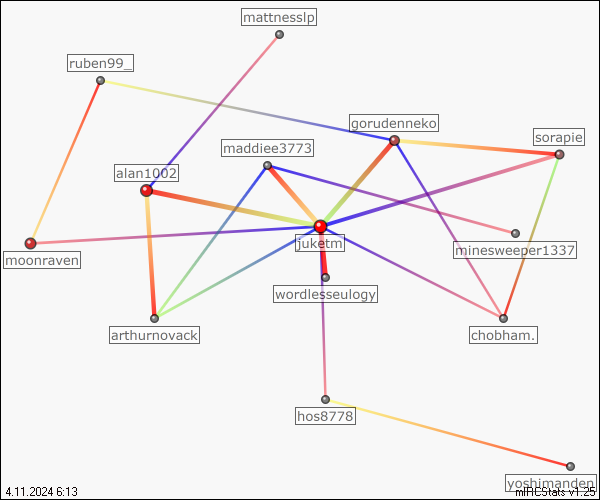 mattnesslp
ruben99_
gorudenneko
sorapie
maddiee3773
alan1002
juketm
minesweeper1337
moonraven
wordlesseulogy
arthurnovack
chobham.
hos8778
yoshimanden
4.11.2024 6:13
mIRCStats v1.25